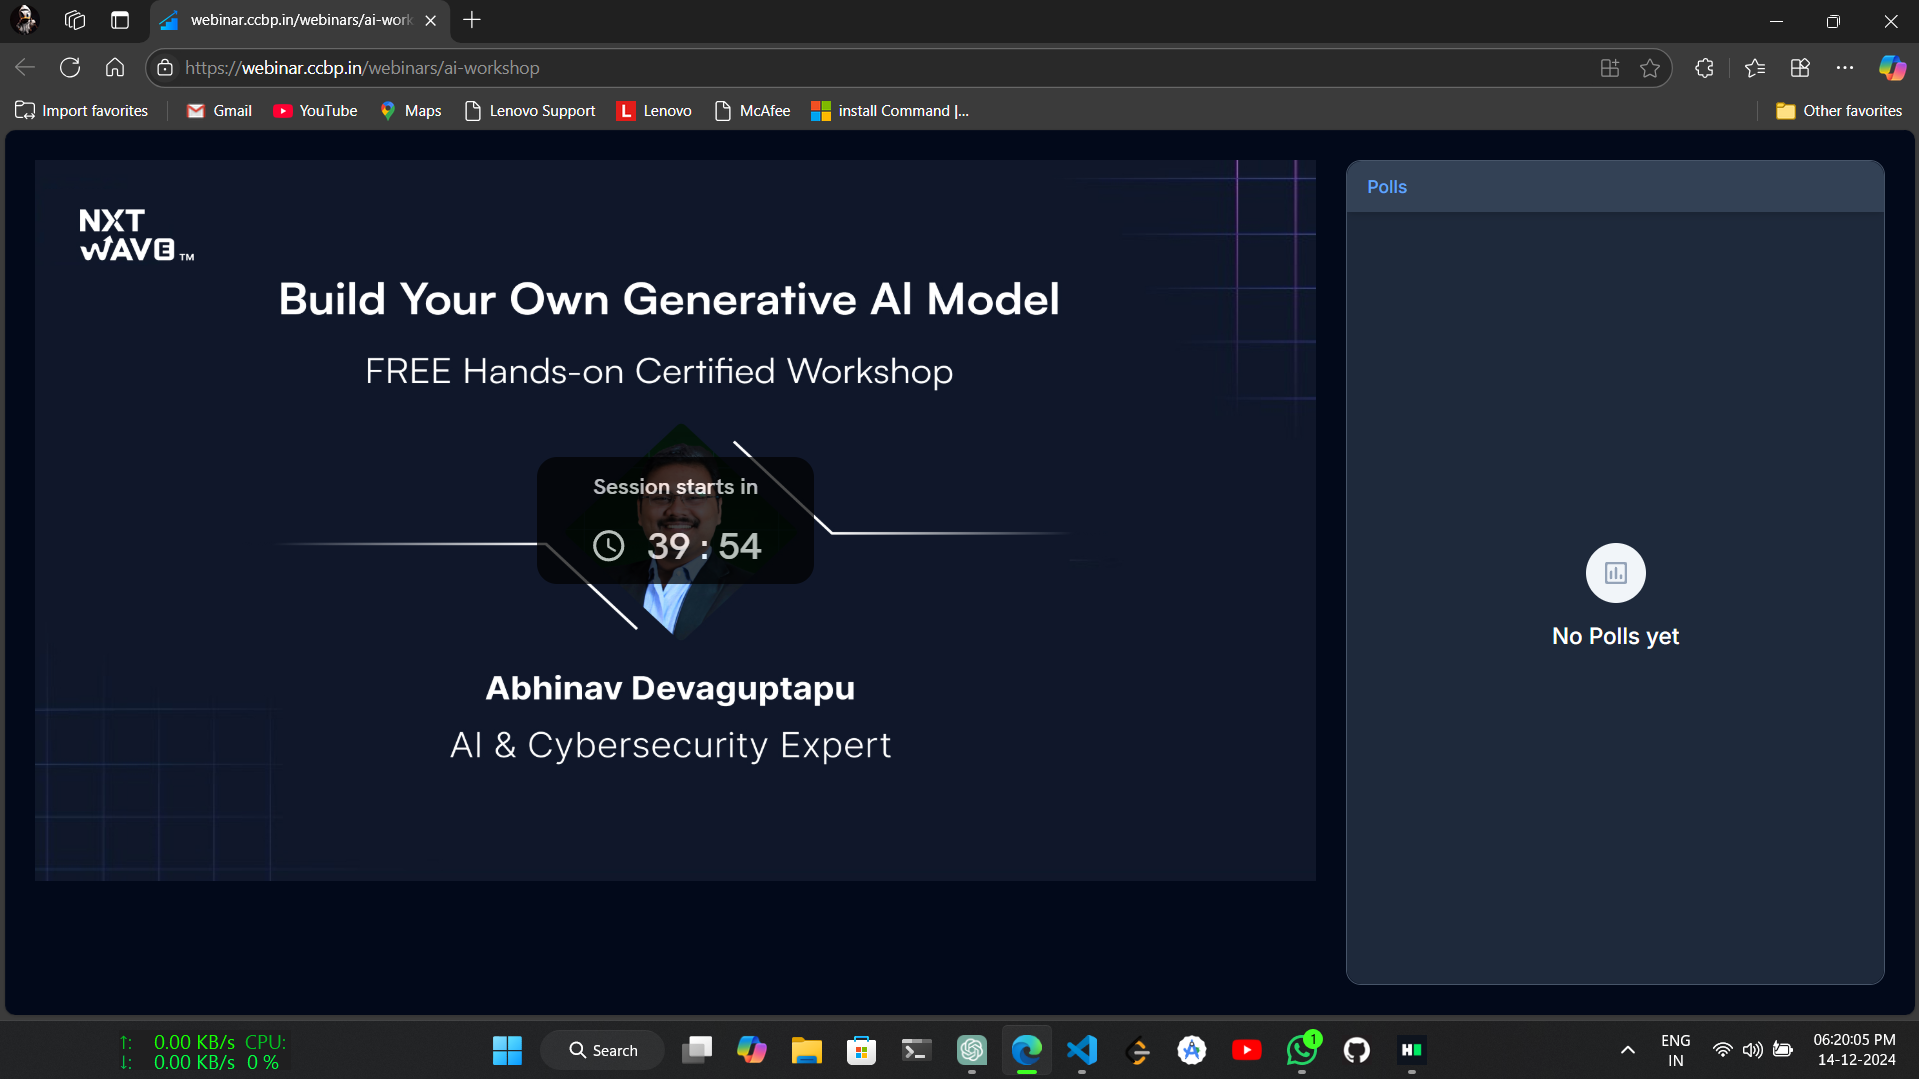 webinar.ccbp.in/webinars/ai-work
https://webinar.ccbp.in/webinars/ai-workshop
Import favorites
Gmail
YouTube
Maps
Lenovo Support
L
Lenovo
McAfee
install Command |...
Other favorites
NXT
WAVE TM
Build Your Own Generative AI Model
FREE Hands-on Certified Workshop
Session starts in
39 : 54
Abhinav Devaguptapu
AI & Cybersecurity Expert
Polls
No Polls yet
↑: 0.00 KB/s CPU:
↓: 0.00 KB/s 0 %
Search
1
ENG
IN
06:20:05 PM
14-12-2024